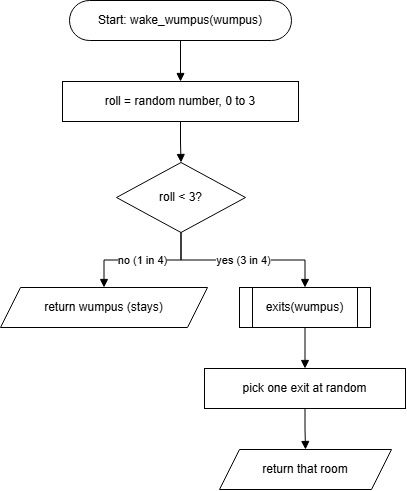 Start: wake_wumpus(wumpus)
roll = random number, 0 to 3
roll < 3?
no (1 in 4)
yes (3 in 4)
return wumpus (stays)
exits(wumpus)
pick one exit at random
return that room